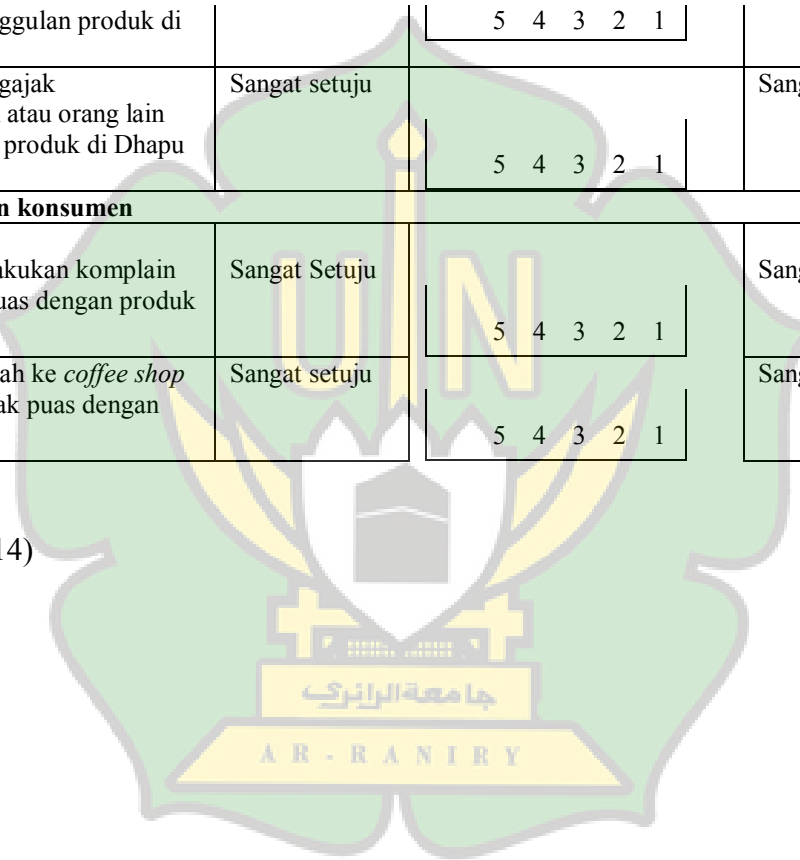 ggulan produk di
5 4 3 2 1
gajak
atau orang lain
produk di Dhapu
Sangat setuju
5 4 3 2 1
Sang
n konsumen
akukan komplain
uas dengan produk
Sangat Setuju
5 4 3 2 1
Sang
ah ke coffee shop
ak puas dengan
Sangat setuju
5 4 3 2 1
Sang
14)
UIN
جامعة الرانري
AR-RANIRY